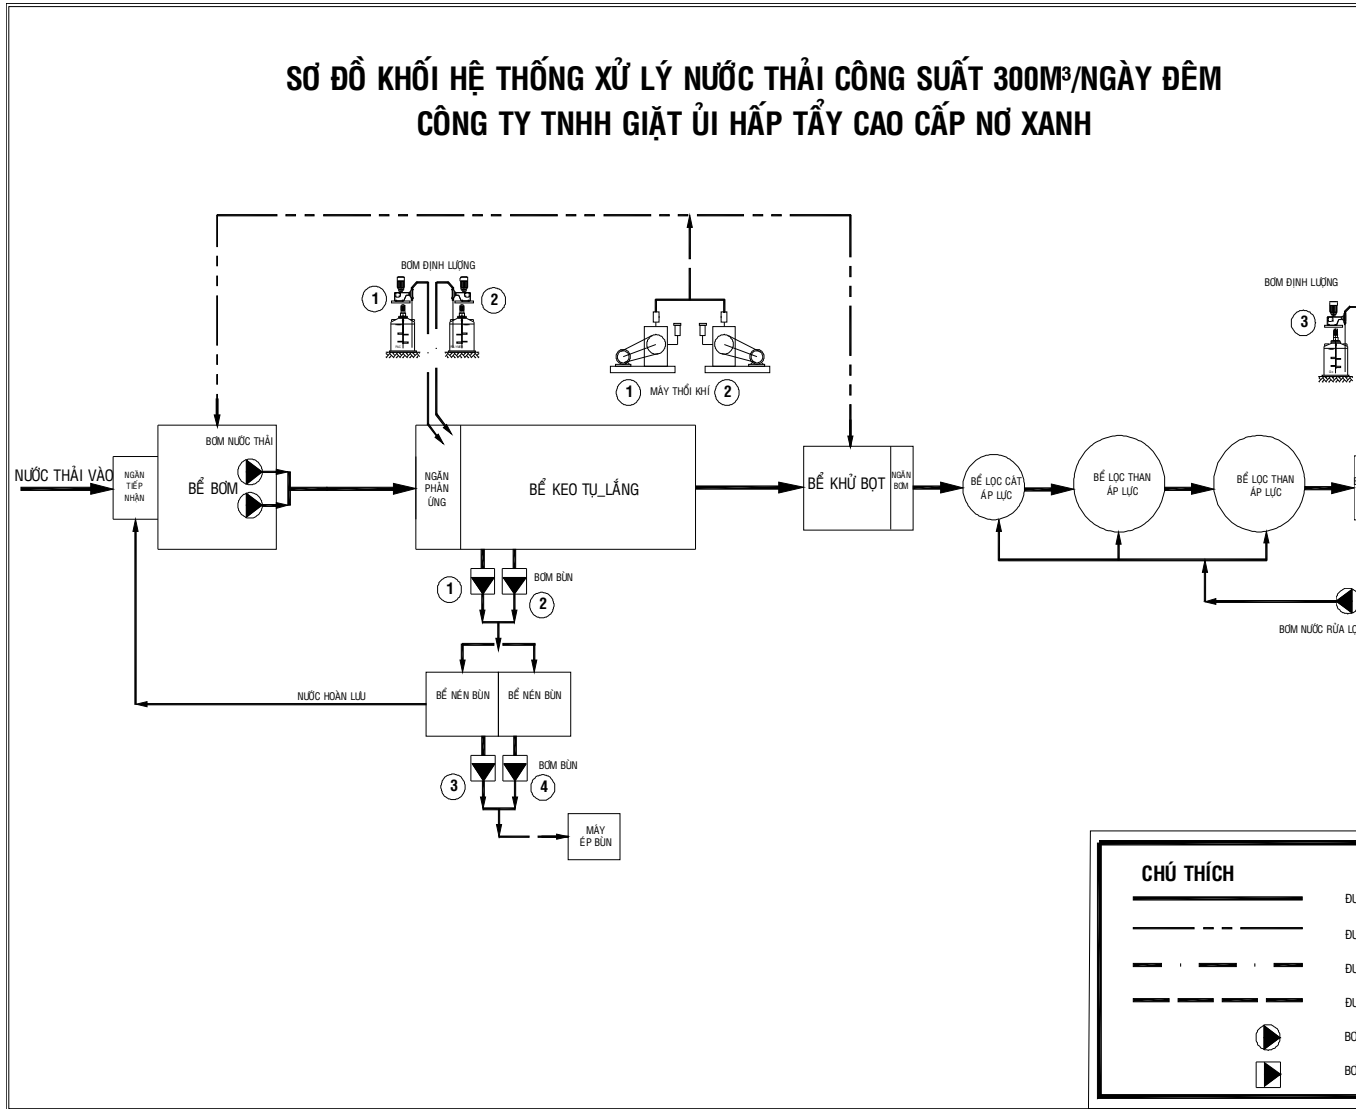 SƠ ĐỒ KHỐI HỆ THỐNG XỬ LÝ NƯỚC THẢI CÔNG SUẤT 300M³/NGÀY ĐÊM
CÔNG TY TNHH GIẶT ỦI HẤP TẨY CAO CẤP NƠ XANH
BƠM ĐỊNH LƯỢNG
1
2
BƠM ĐỊNH LƯỢNG
3
1
MÁY THỔI KHÍ
2
NƯỚC THẢI VÀO
NGĂN
TIẾP
NHẬN
BƠM NƯỚC THẢI
BỂ BƠM
NGĂN
PHẢN
ỨNG
BỂ KEO TỤ_LẮNG
BỂ KHỬ BỌT
NGĂN
BƠM
BỂ LỌC CÁT
ÁP LỰC
BỂ LỌC THAN
ÁP LỰC
BỂ LỌC THAN
ÁP LỰC
1
BƠM BÙN
2
BƠM NƯỚC RỬA LỌ
NƯỚC HOÀN LƯU
BỂ NÉN BÙN
BỂ NÉN BÙN
3
BƠM BÙN
4
MÁY
ÉP BÙN
CHÚ THÍCH